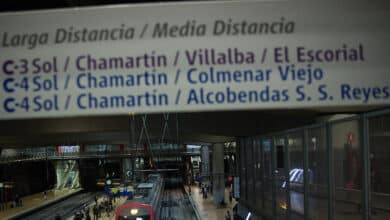 Larga Distancia / Media Distancia
C-3 Sol / Chamartín / Villalba / El Escorial
C-4 Sol / Chamartín / Colmenar Viejo
C-4 Sol / Chamartín / Alcobendas S. S. Reyes